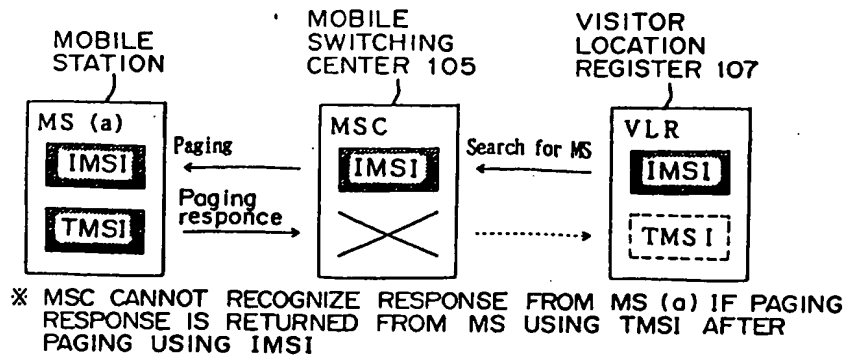 MOBILE
STATION
MOBILE
SWITCHING
CENTER 105
VISITOR
LOCATION
REGISTER 107
MS (a)
IMSI
TMSI
Paging
Paging
responce
MSC
IMSI
Search for MS
VLR
IMSI
TMSI
※ MSC CANNOT RECOGNIZE RESPONSE FROM MS (a) IF PAGING
RESPONSE IS RETURNED FROM MS USING TMSI AFTER
PAGING USING IMSI